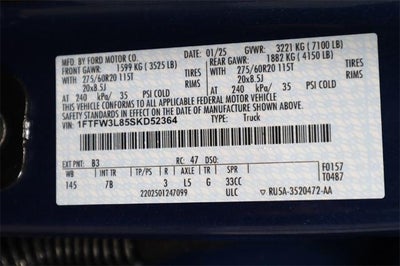 MFD. BY FORD MOTOR CO. DATE: 01/25 GVWR: 3221 KG (7100 LB)
FRONT GAWR: 1599 KG (3525 LB) REAR GAWR: 1882 KG (4150 LB)
WITH 275/60R20 115T TIRES WITH 275/60R20 115T TIRES
20x8.5J RIMS 20x8.5J RIMS
AT 240 kPa/ 35 PSI COLD AT 240 kPa/ 35 PSI COLD
THIS VEHICLE CONFORMS TO ALL APPLICABLE FEDERAL MOTOR VEHICLE
SAFETY STANDARDS IN EFFECT ON THE DATE OF MANUFACTURE SHOWN ABOVE.
VIN: 1FTFW3L85SKD52364 TYPE: Truck
EXT PNT: B3 RC: 47 DSO: F0157
WB INT TR TP/PS R AXLE TR SPR T0487
145 7B 3 L5 G 33CC
2202501247099 ULC RU5A-3520472-AA